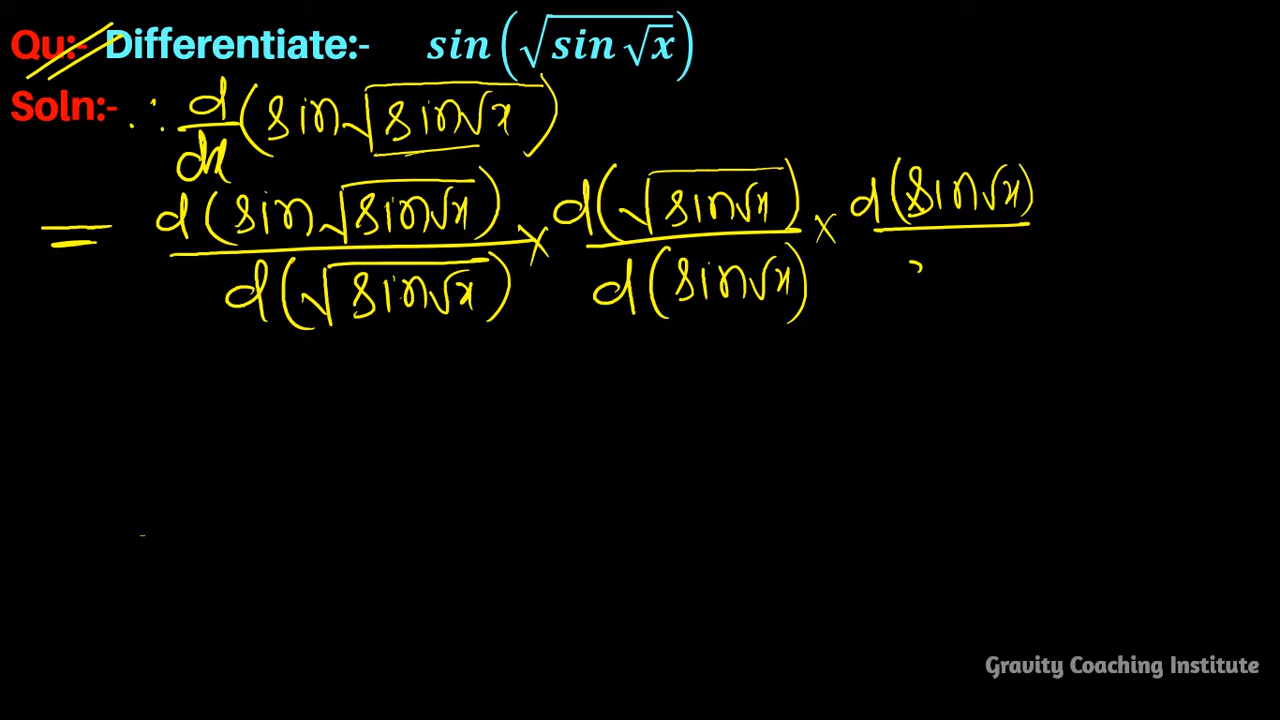 Qu:- Differentiate:- sin(√(sin √x))
Soln:- ∴ d/dx (sin√(sin√x))
= d(sin√(sin√x))/d(√(sin√x)) × d(√(sin√x))/d(sin√x) × d(sin√x)/
Gravity Coaching Institute